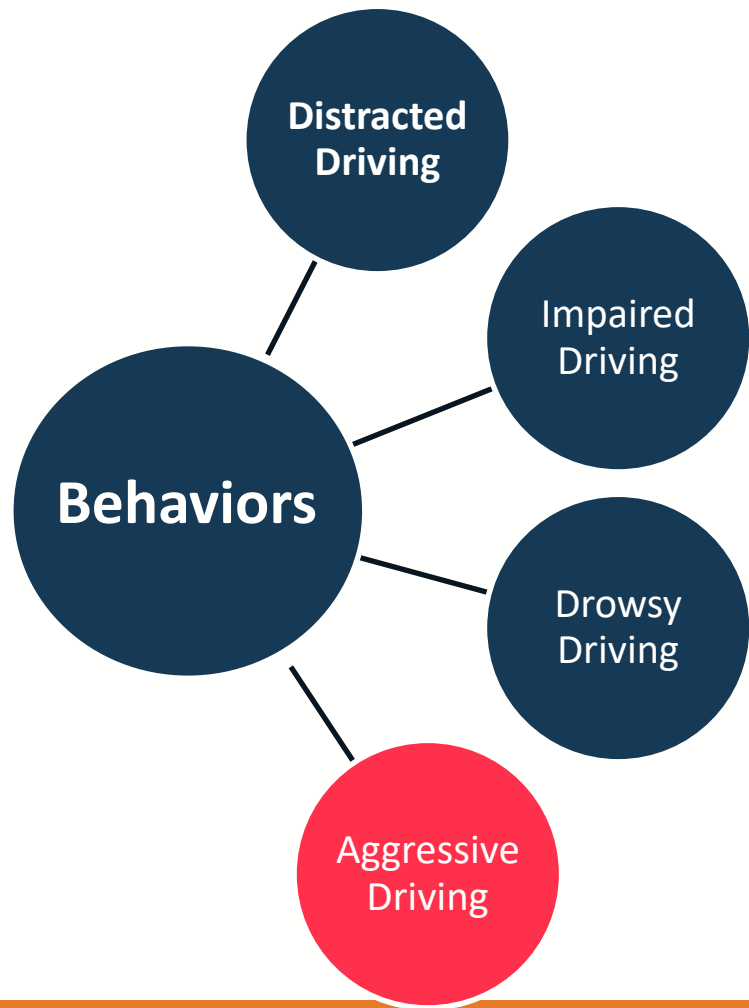 Distracted
Driving
Impaired
Driving
Behaviors
Drowsy
Driving
Aggressive
Driving